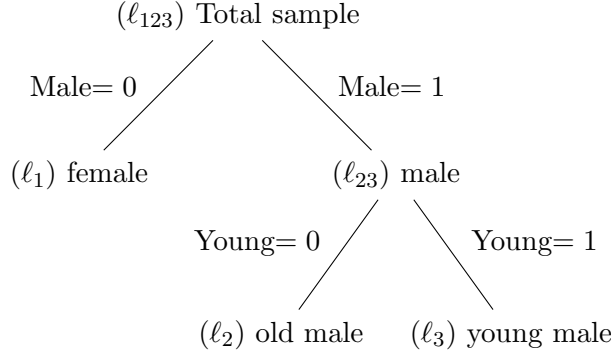 (ℓ₁₂₃) Total sample
Male= 0
Male= 1
(ℓ₁) female
(ℓ₂₃) male
Young= 0
Young= 1
(ℓ₂) old male
(ℓ₃) young male